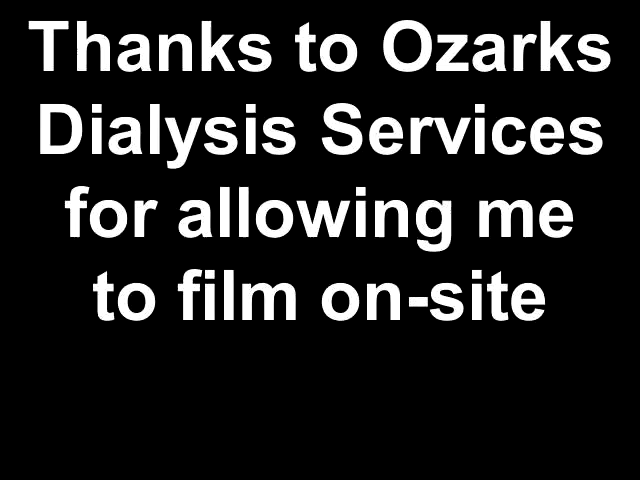 Thanks to Ozarks
Dialysis Services
for allowing me
to film on-site